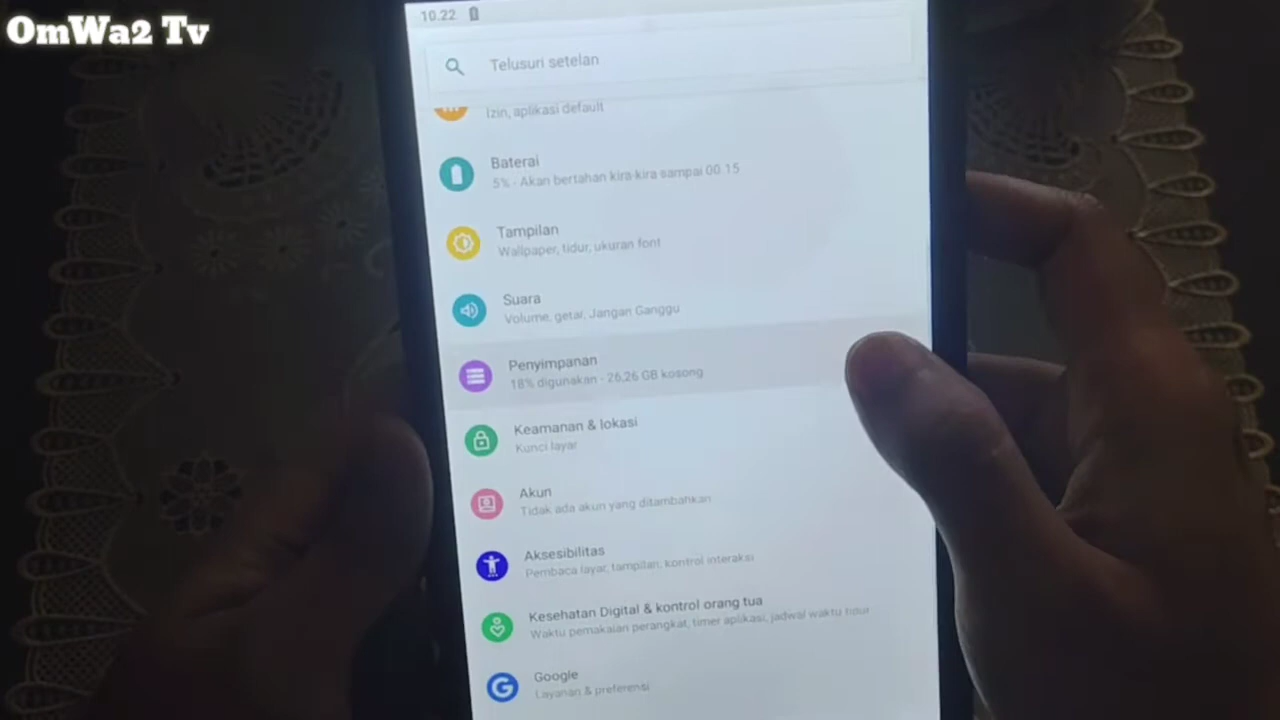 OmWa2 Tv
10.22
Telusuri setelan
Izin, aplikasi default
Baterai
5% - Akan bertahan kira-kira sampai 00.15
Tampilan
Wallpaper, tidur, ukuran font
Suara
Volume, getar, Jangan Ganggu
Penyimpanan
18% digunakan - 26,26 GB kosong
Keamanan & lokasi
Kunci layar
Akun
Tidak ada akun yang ditambahkan
Aksesibilitas
Pembaca layar, tampilan, kontrol interaksi
Kesehatan Digital & kontrol orang tua
Waktu pemakaian perangkat, timer aplikasi, jadwal waktu tidur
Google
Layanan & preferensi